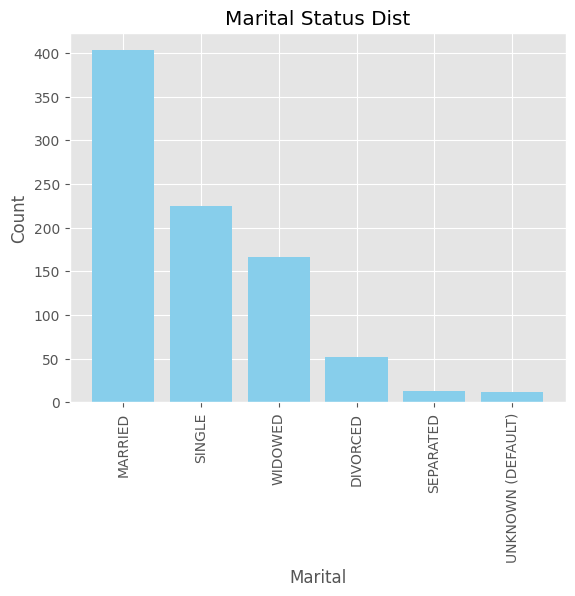 Marital Status Dist
400
350
300
250
200
150
100
50
0
Count
MARRIED
SINGLE
WIDOWED
DIVORCED
SEPARATED
UNKNOWN (DEFAULT)
Marital